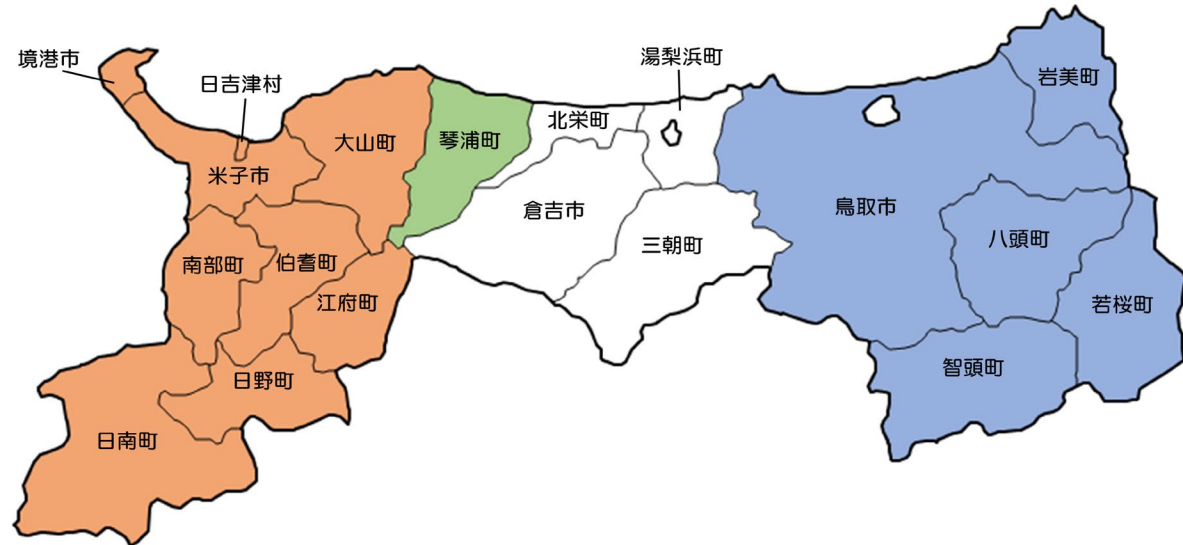 境港市
日吉津村
湯梨浜町
岩美町
大山町
琴浦町
北栄町
米子市
倉吉市
鳥取市
三朝町
八頭町
南部町
伯耆町
江府町
若桜町
智頭町
日野町
日南町